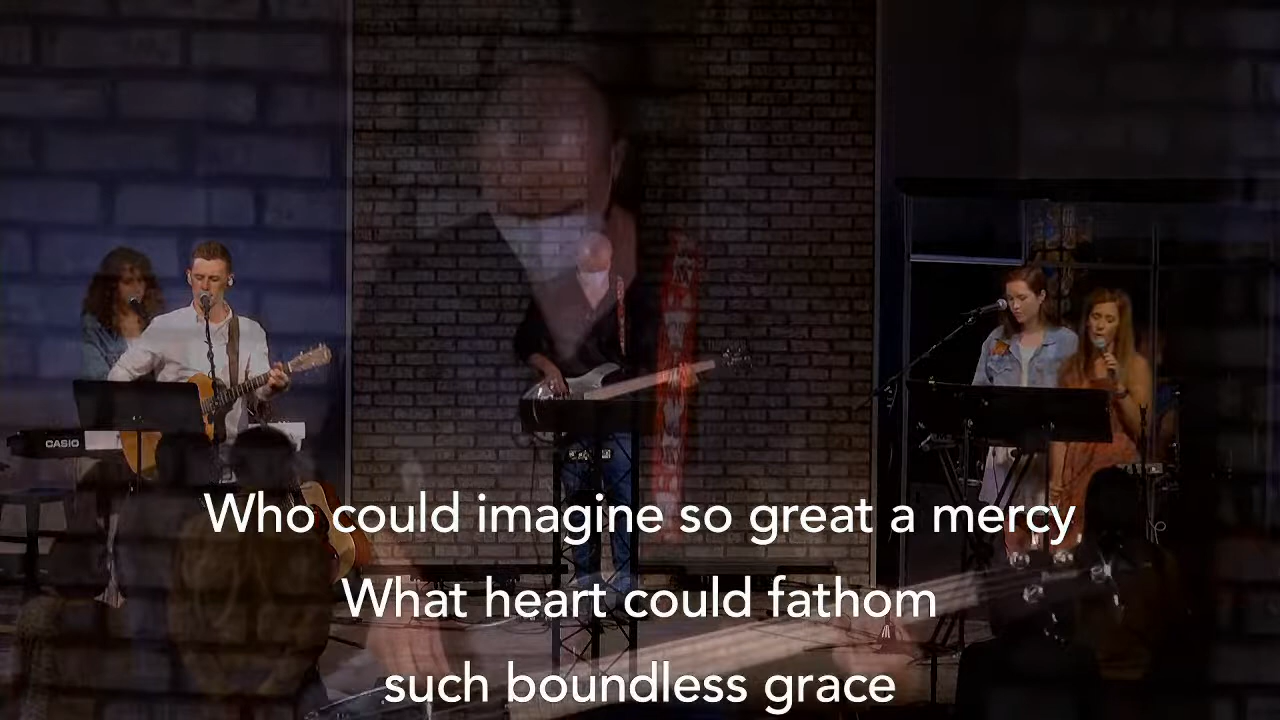 CASIO
Who could imagine so great a mercy
What heart could fathom
such boundless grace